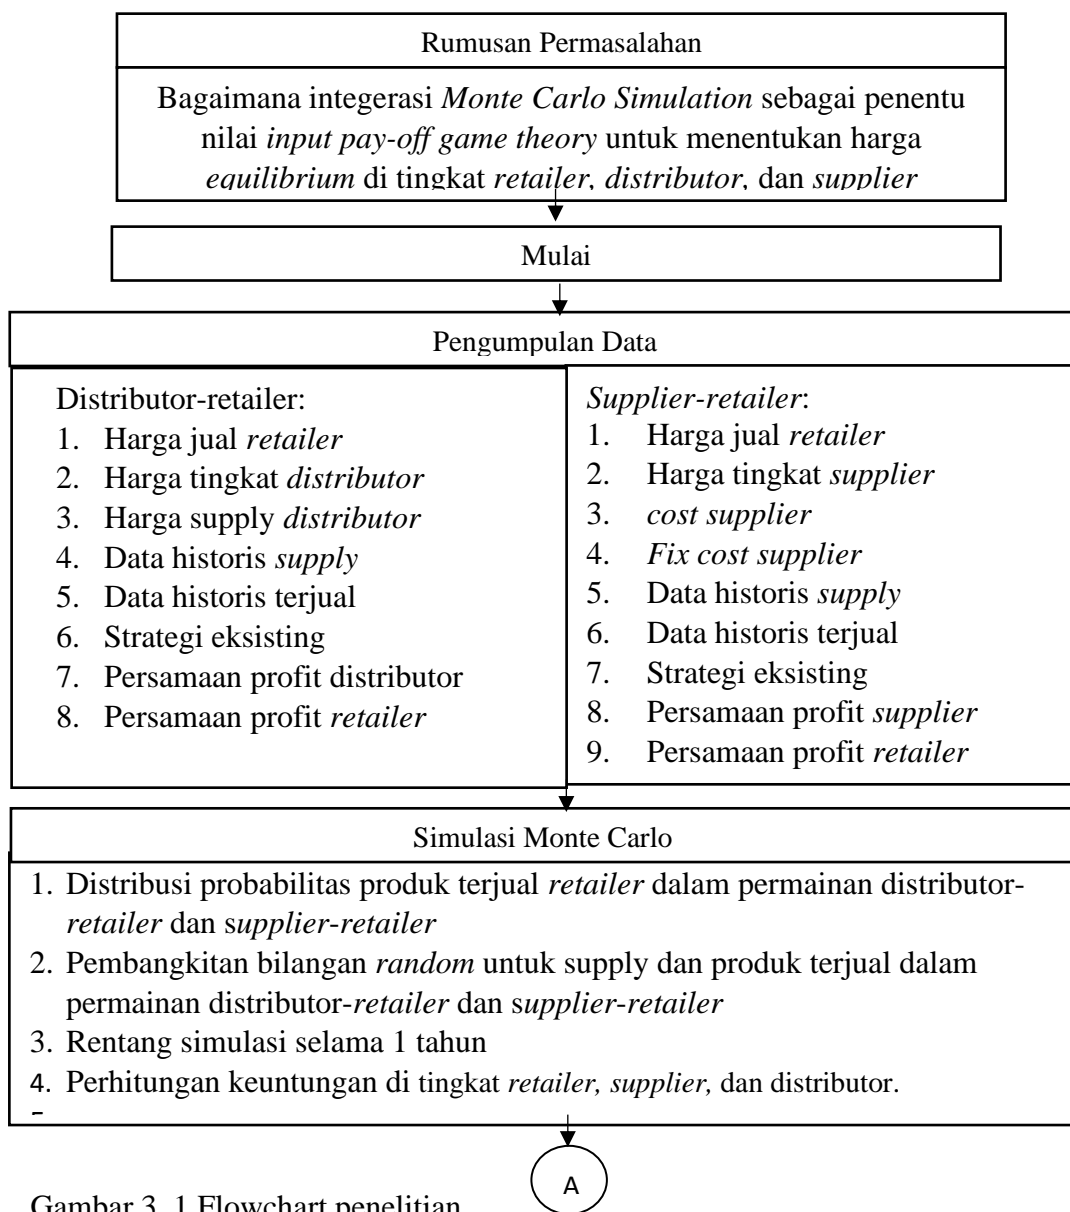 Rumusan Permasalahan
Bagaimana integerasi Monte Carlo Simulation sebagai penentu
nilai input pay-off game theory untuk menentukan harga
equilibrium di tingkat retailer, distributor, dan supplier
Mulai
Pengumpulan Data
Distributor-retailer:
1. Harga jual retailer
2. Harga tingkat distributor
3. Harga supply distributor
4. Data historis supply
5. Data historis terjual
6. Strategi eksisting
7. Persamaan profit distributor
8. Persamaan profit retailer
Supplier-retailer:
1. Harga jual retailer
2. Harga tingkat supplier
3. cost supplier
4. Fix cost supplier
5. Data historis supply
6. Data historis terjual
7. Strategi eksisting
8. Persamaan profit supplier
9. Persamaan profit retailer
Simulasi Monte Carlo
1. Distribusi probabilitas produk terjual retailer dalam permainan distributor-
retailer dan supplier-retailer
2. Pembangkitan bilangan random untuk supply dan produk terjual dalam
permainan distributor-retailer dan supplier-retailer
3. Rentang simulasi selama 1 tahun
4. Perhitungan keuntungan di tingkat retailer, supplier, dan distributor.
A
Gambar 3. 1 Flowchart penelitian